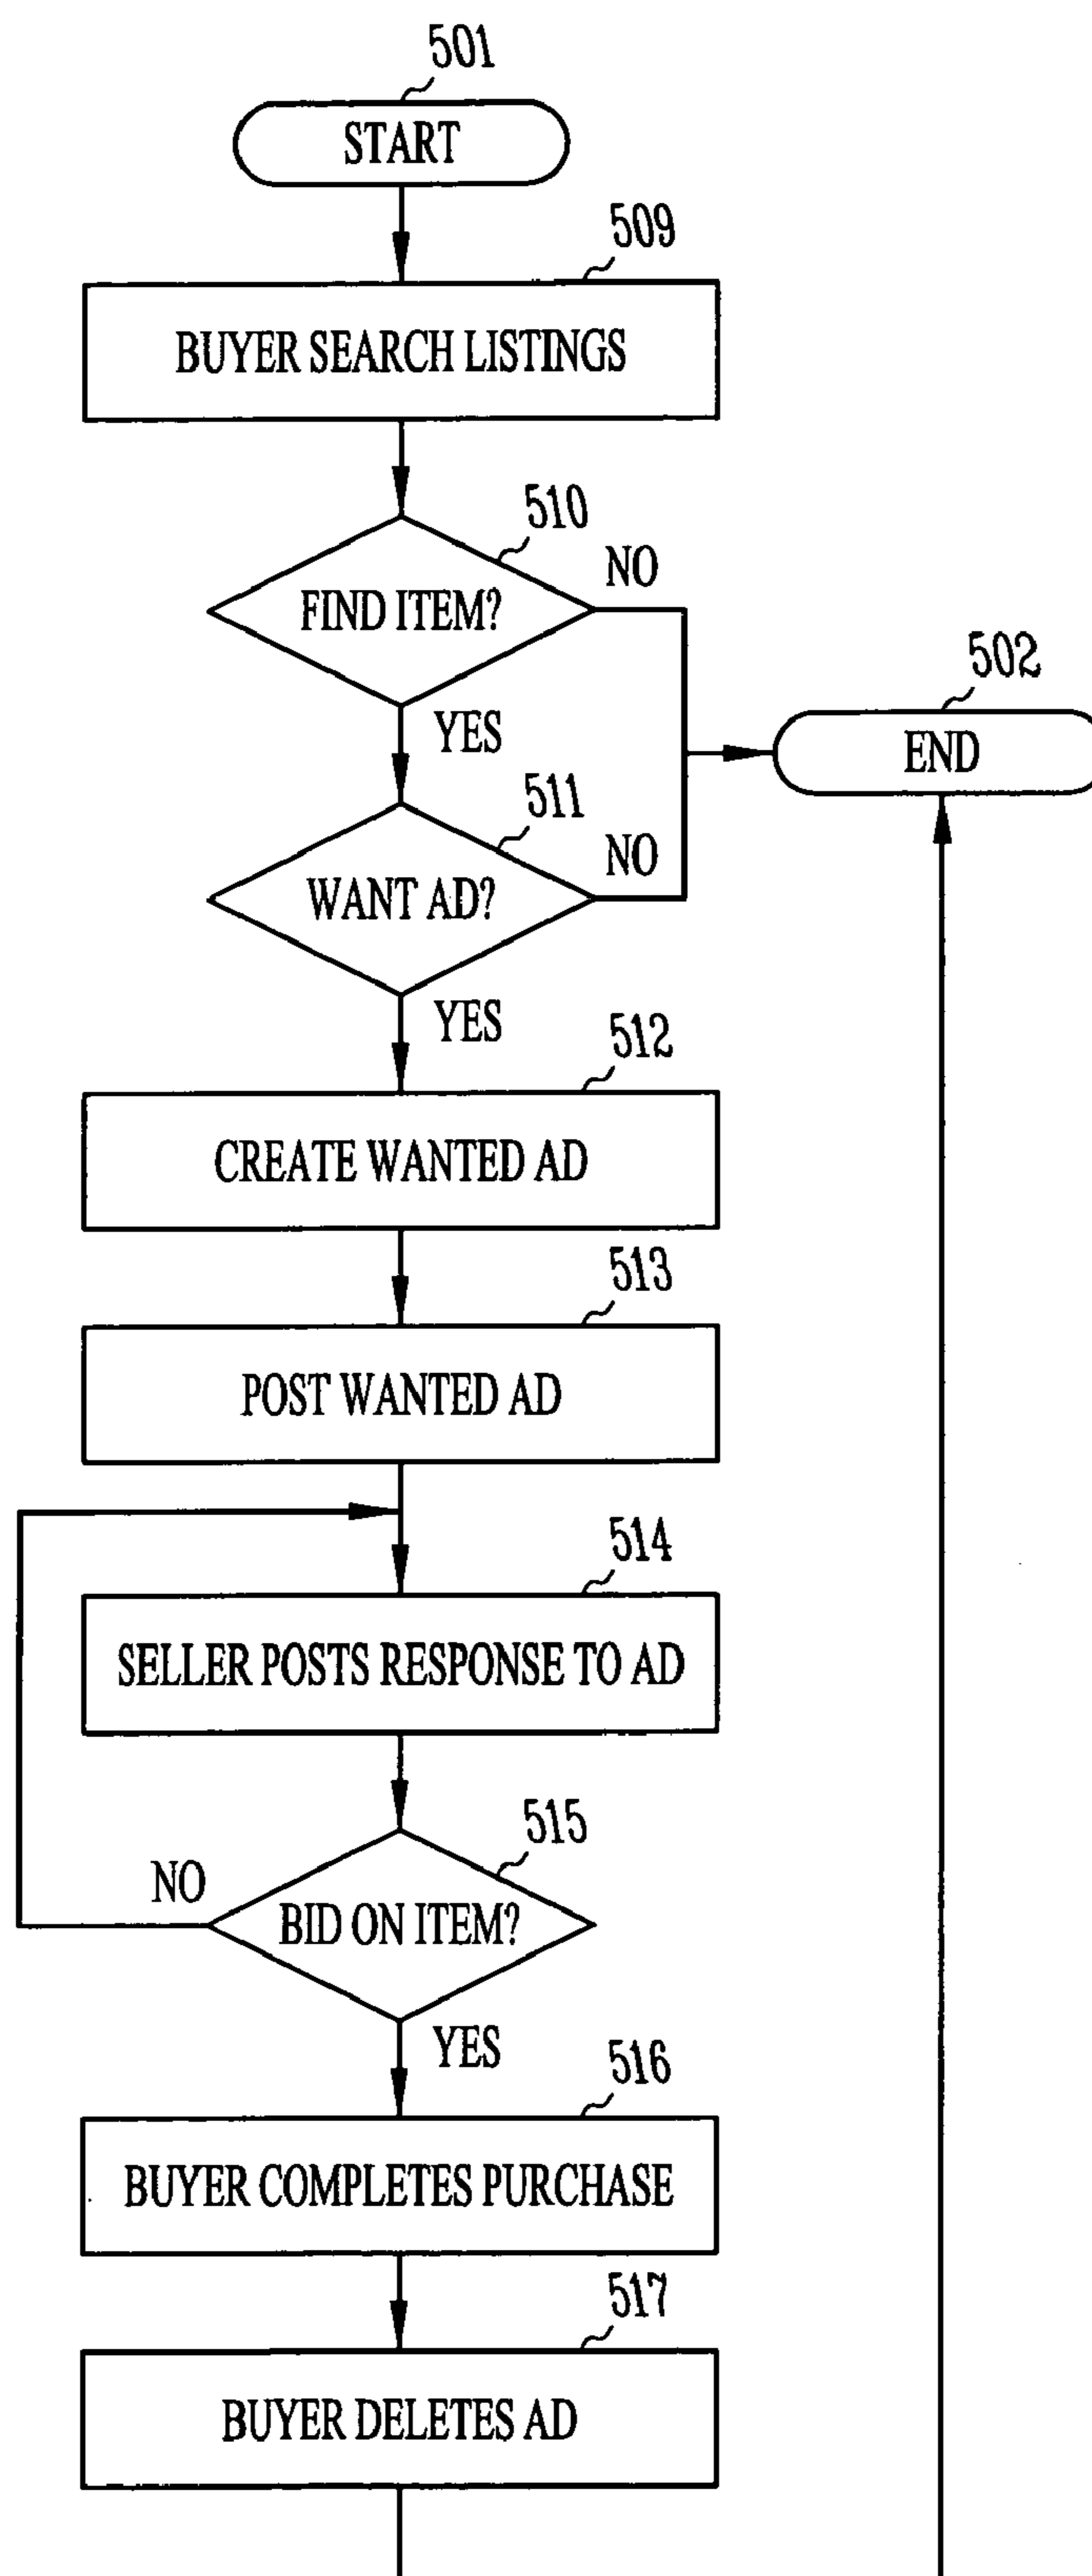 501
START
509
BUYER SEARCH LISTINGS
510
FIND ITEM?
NO
502
END
YES
511
WANT AD?
NO
YES
512
CREATE WANTED AD
513
POST WANTED AD
514
SELLER POSTS RESPONSE TO AD
515
NO
BID ON ITEM?
YES
516
BUYER COMPLETES PURCHASE
517
BUYER DELETES AD